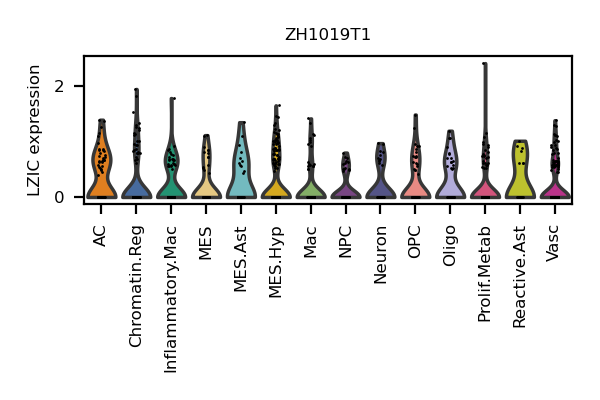 ZH1019T1
LZIC expression
2
0
AC
Chromatin.Reg
Inflammatory.Mac
MES
MES.Ast
MES.Hyp
Mac
NPC
Neuron
OPC
Oligo
Prolif.Metab
Reactive.Ast
Vasc